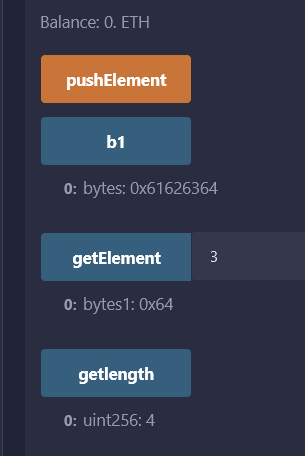 Balance: 0. ETH
pushElement
b1
0: bytes: 0x61626364
getElement 3
0: bytes1: 0x64
getlength
0: uint256: 4